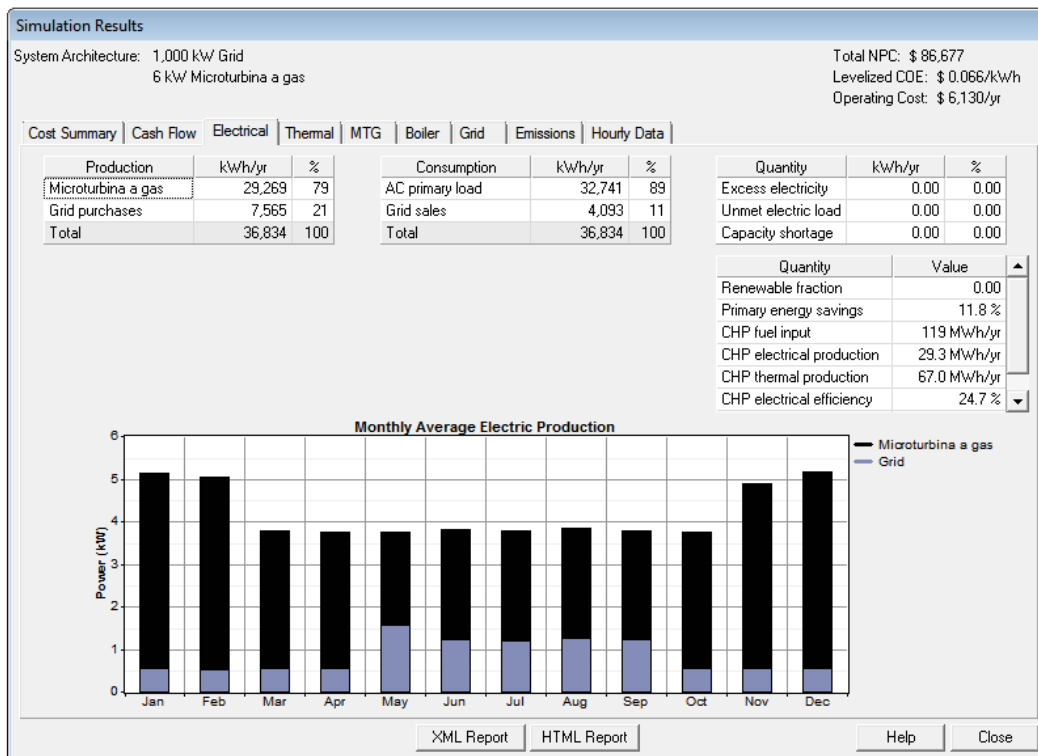 Simulation Results
System Architecture: 1,000 kW Grid
6 kW Microturbina a gas
Total NPC: $ 86,677
Levelized COE: $ 0.066/kWh
Operating Cost: $ 6,130/yr
Cost Summary Cash Flow Electrical Thermal MTG Boiler Grid Emissions Hourly Data
Production kWh/yr %
Microturbina a gas 29,269 79
Grid purchases 7,565 21
Total 36,834 100
Consumption kWh/yr %
AC primary load 32,741 89
Grid sales 4,093 11
Total 36,834 100
Quantity kWh/yr %
Excess electricity 0.00 0.00
Unmet electric load 0.00 0.00
Capacity shortage 0.00 0.00
Quantity Value
Renewable fraction 0.00
Primary energy savings 11.8 %
CHP fuel input 119 MWh/yr
CHP electrical production 29.3 MWh/yr
CHP thermal production 67.0 MWh/yr
CHP electrical efficiency 24.7 %
Monthly Average Electric Production
Microturbina a gas
Grid
Power (kW)
6
5
4
3
2
1
0
Jan Feb Mar Apr May Jun Jul Aug Sep Oct Nov Dec
XML Report HTML Report Help Close